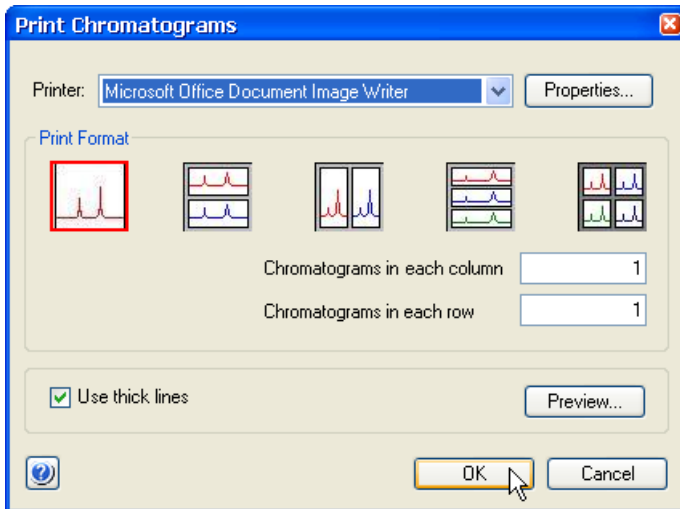 Print Chromatograms
Printer: Microsoft Office Document Image Writer Properties...
Print Format
Chromatograms in each column 1
Chromatograms in each row 1
Use thick lines Preview...
OK Cancel